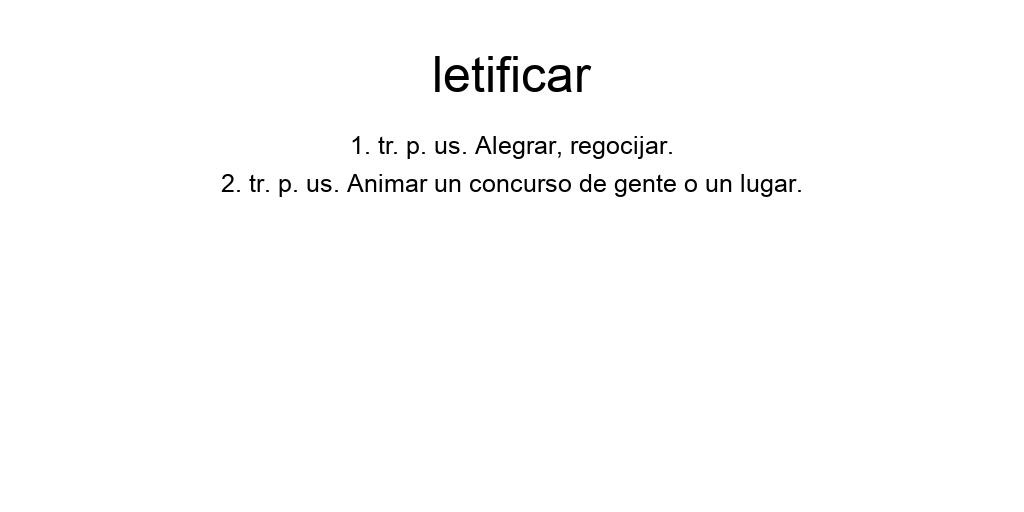 letificar
1. tr. p. us. Alegrar, regocijar.
2. tr. p. us. Animar un concurso de gente o un lugar.